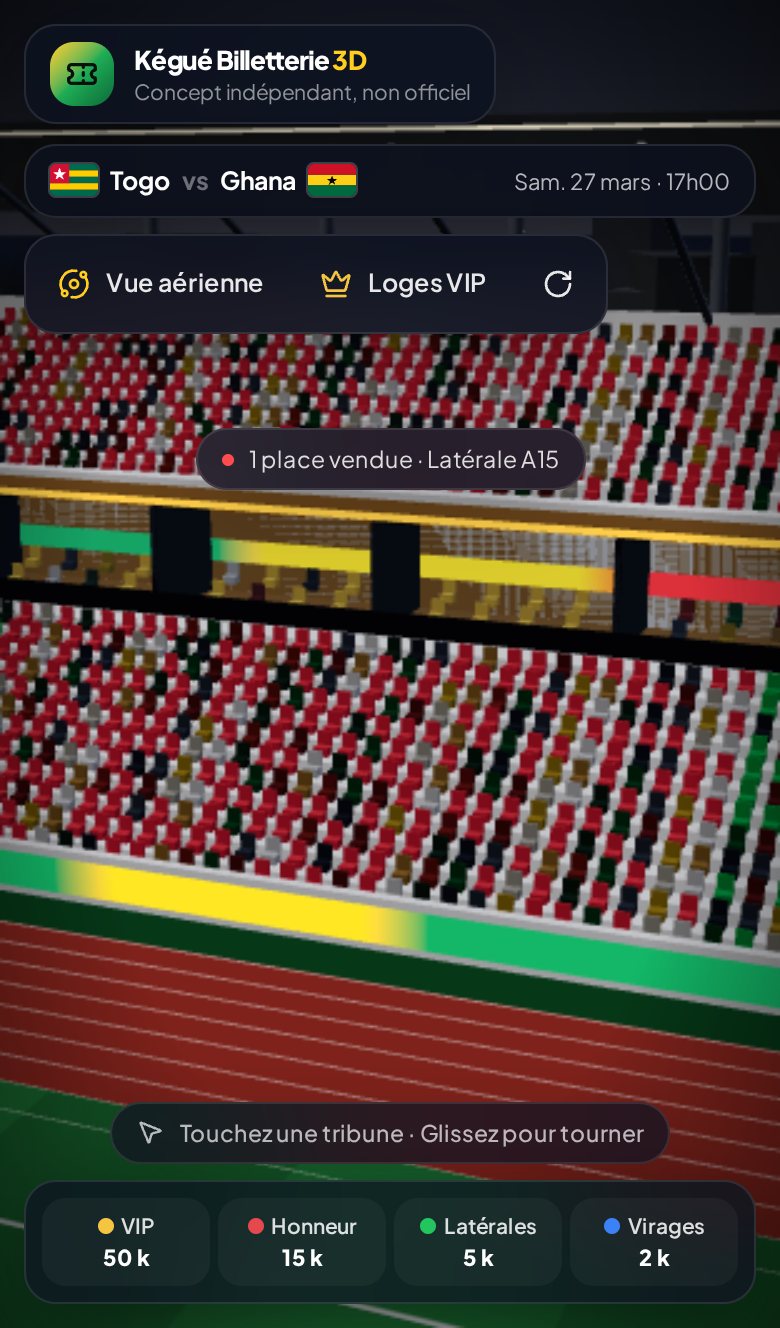 Kégué Billetterie 3D
Concept indépendant, non officiel
Togo vs Ghana
Sam. 27 mars · 17h00
Vue aérienne
Loges VIP
1 place vendue · Latérale A15
Touchez une tribune · Glissez pour tourner
VIP
50 k
Honneur
15 k
Latérales
5 k
Virages
2 k